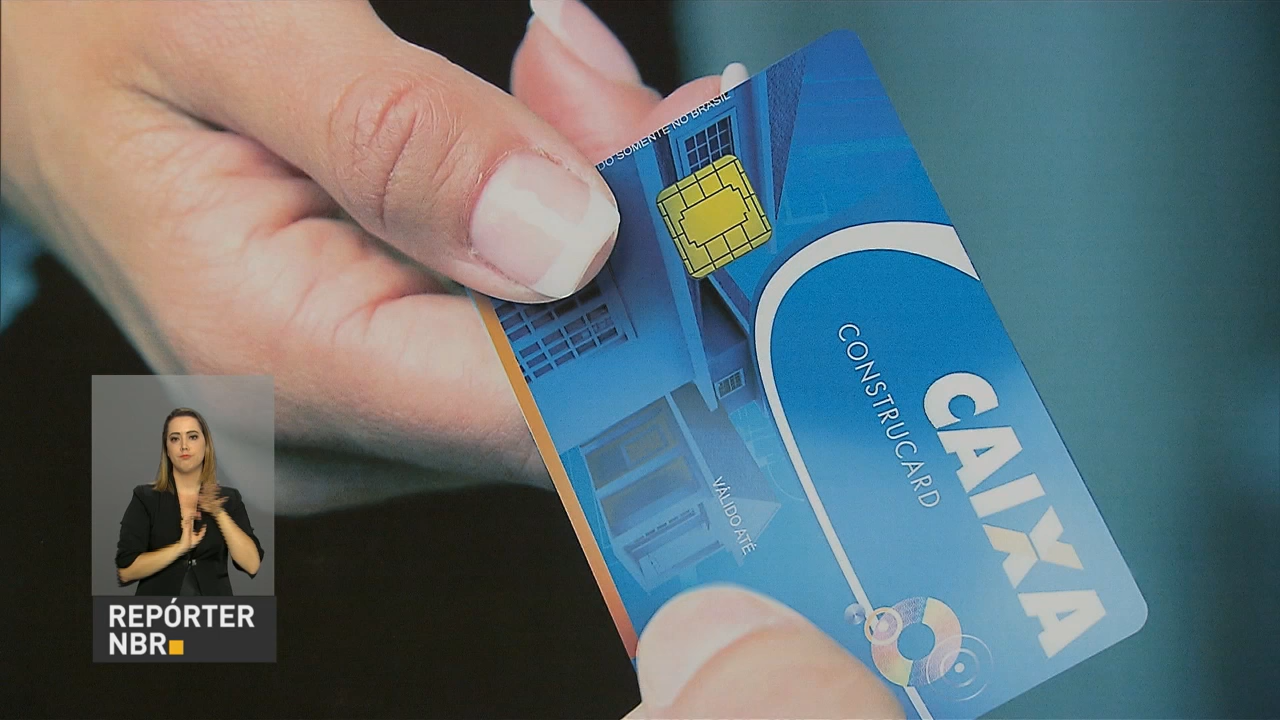 DO SOMENTE NO BRASIL
CONSTRUCARD
CAIXA
VÁLIDO ATÉ
REPÓRTER
NBR